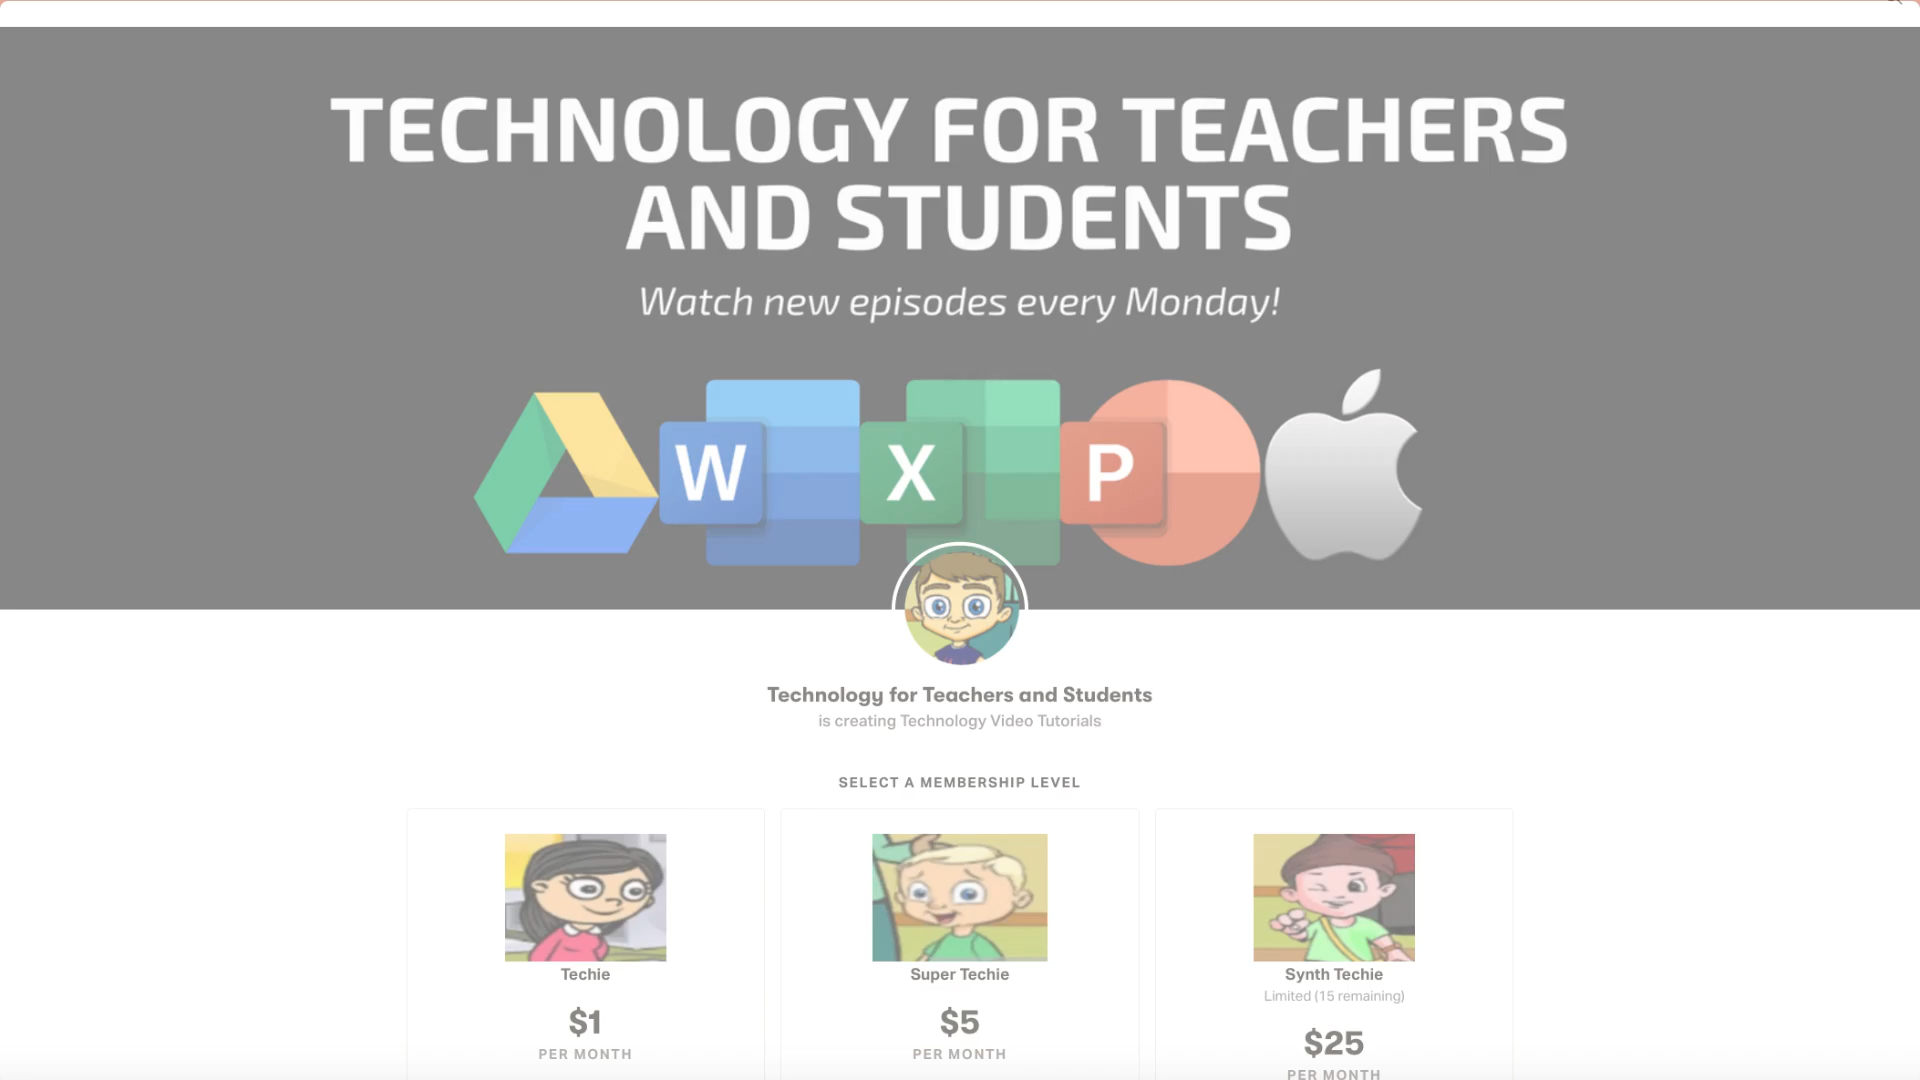 TECHNOLOGY FOR TEACHERS
AND STUDENTS
Watch new episodes every Monday!
W
X
P
Technology for Teachers and Students
is creating Technology Video Tutorials
SELECT A MEMBERSHIP LEVEL
Techie
$1
PER MONTH
Super Techie
$5
PER MONTH
Synth Techie
Limited (15 remaining)
$25
PER MONTH